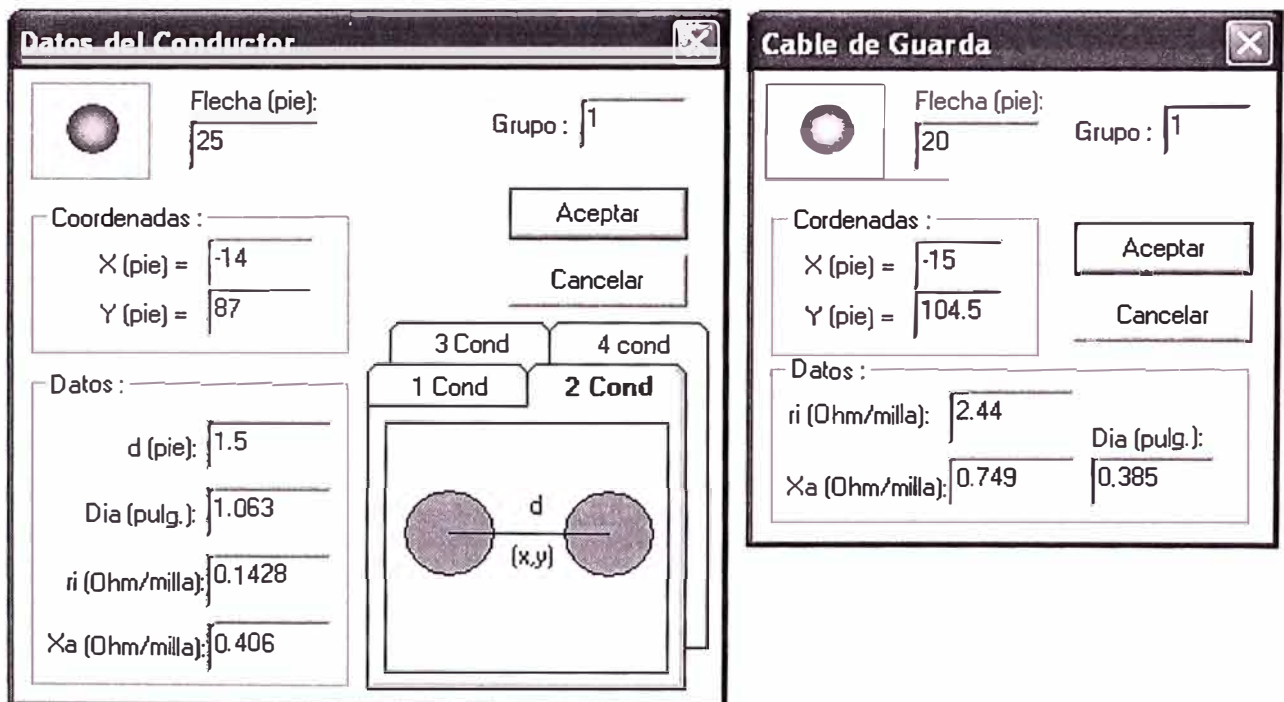 Datos del Conductor
Flecha (pie):
25
Grupo : 1
Coordenadas :
X (pie) = -14
Y (pie) = 87
Aceptar
Cancelar
Datos :
d (pie): 1.5
Dia (pulg.): 1.063
ri (Ohm/milla): 0.1428
Xa (Ohm/milla): 0.406
3 Cond
4 cond
1 Cond
2 Cond
d
(x,y)
Cable de Guarda
Flecha (pie):
20
Grupo : 1
Cordenadas :
X (pie) = -15
Y (pie) = 104.5
Aceptar
Cancelar
Datos :
ri (Ohm/milla): 2.44
Dia (pulg.):
Xa (Ohm/milla): 0.749
0.385